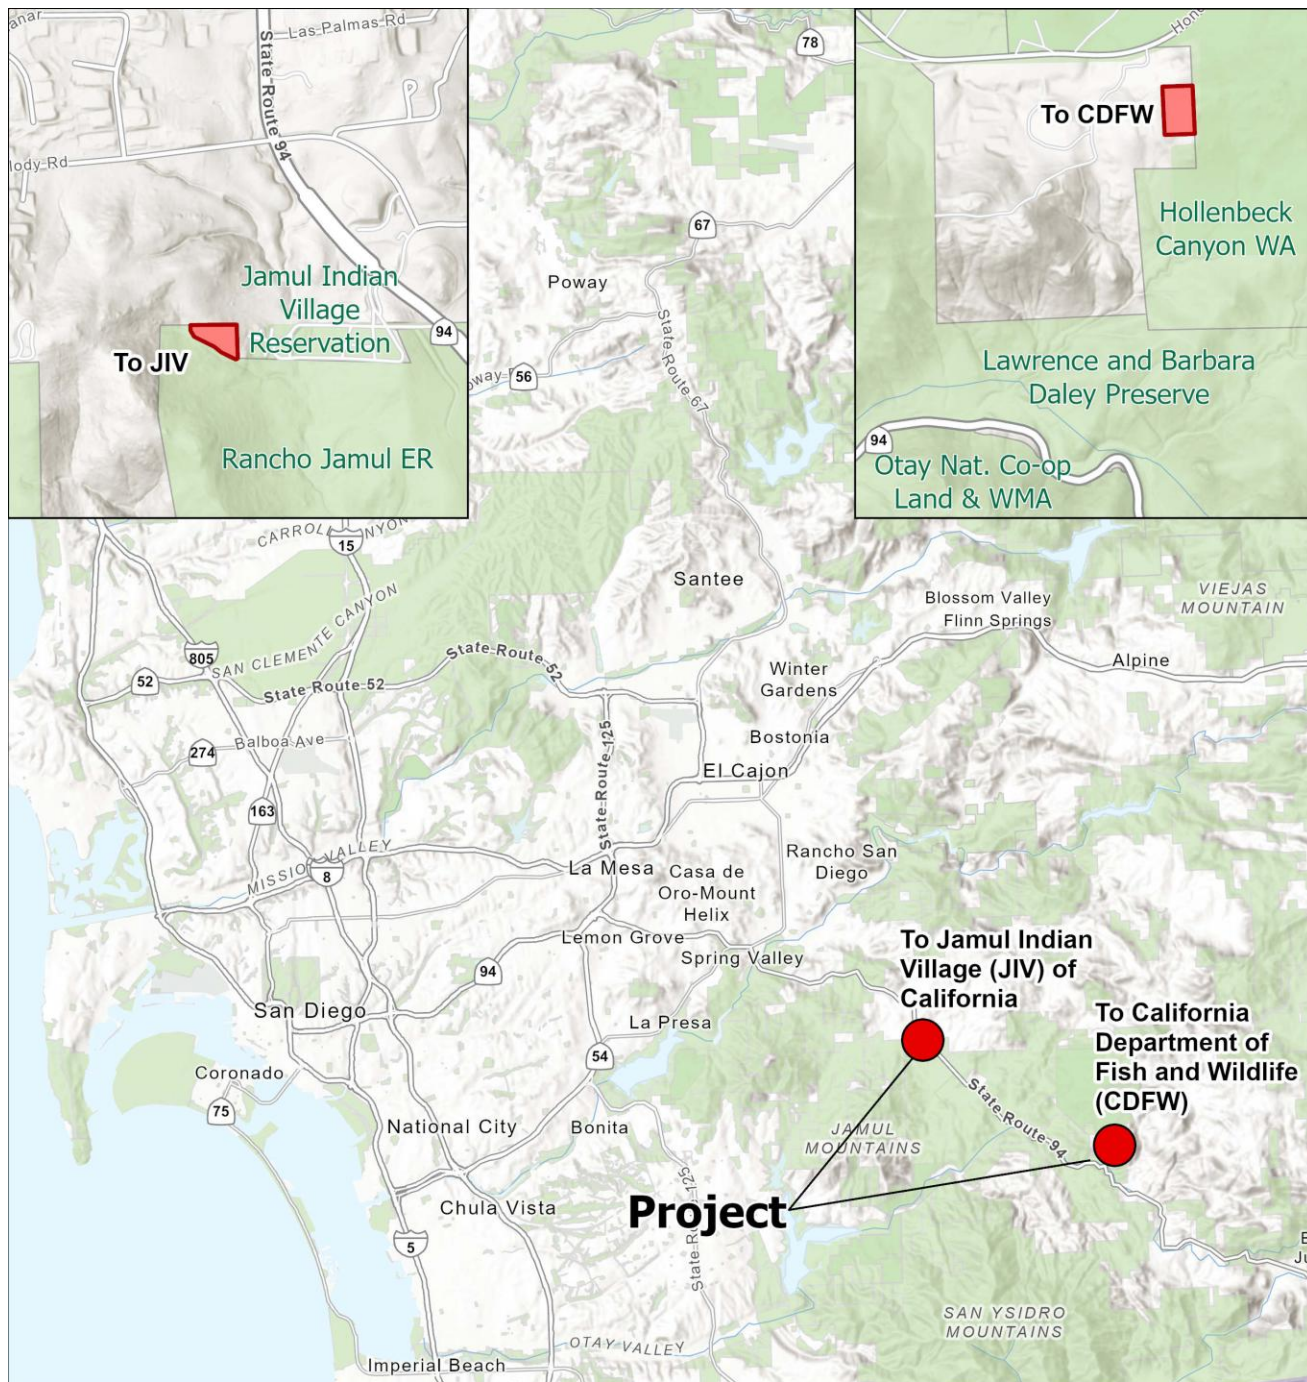 anar
Las Palmas Rd
State Route 94
lody Rd
Jamul Indian
Village
Reservation
94
To JIV
Rancho Jamul ER
78
67
Poway
State Route 67
56
To CDFW
Hollenbeck
Canyon WA
Lawrence and Barbara
Daley Preserve
94
Otay Nat. Co-op
Land & WMA
15
Santee
Blossom Valley
Flinn Springs
VIEJAS
MOUNTAIN
805
SAN CLEMENTE CANYON
52
State Route 52
State Route 52
Winter
Gardens
Alpine
274
Balboa Ave
State Route 125
Bostonia
El Cajon
163
MISSION VALLEY
8
La Mesa
Casa de
Oro-Mount
Helix
Rancho San
Diego
Lemon Grove
Spring Valley
94
San Diego
La Presa
54
To Jamul Indian
Village (JIV) of
California
To California
Department of
Fish and Wildlife
(CDFW)
Coronado
75
National City
Bonita
JAMUL
MOUNTAINS
State Route 94
Project
Chula Vista
5
SAN YSIDRO
MOUNTAINS
OTAY VALLEY
Imperial Beach